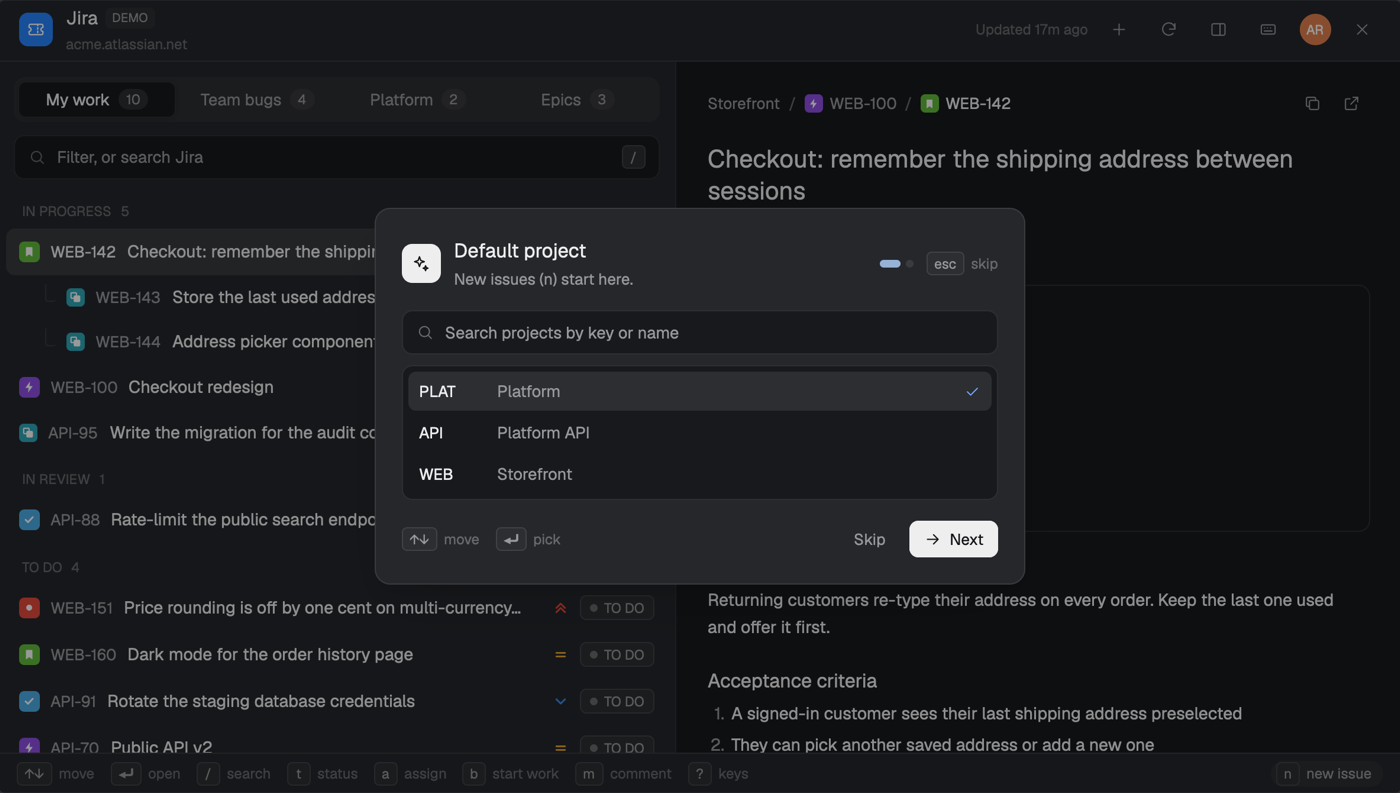 Jira DEMO
acme.atlassian.net
Updated 17m ago
AR
My work 10
Team bugs 4
Platform 2
Epics 3
Filter, or search Jira /
IN PROGRESS 5
WEB-142 Checkout: remember the shippin
WEB-143 Store the last used addres
WEB-144 Address picker component
WEB-100 Checkout redesign
API-95 Write the migration for the audit co
IN REVIEW 1
API-88 Rate-limit the public search endpo
TO DO 4
WEB-151 Price rounding is off by one cent on multi-currency... TO DO
WEB-160 Dark mode for the order history page TO DO
API-91 Rotate the staging database credentials TO DO
API-70 Public API v2 TO DO
Storefront / WEB-100 / WEB-142
Checkout: remember the shipping address between
sessions
Default project
New issues (n) start here.
esc skip
Search projects by key or name
PLAT Platform
API Platform API
WEB Storefront
↑↓ move ↵ pick
Skip
→ Next
Returning customers re-type their address on every order. Keep the last one used
and offer it first.
Acceptance criteria
1. A signed-in customer sees their last shipping address preselected
2. They can pick another saved address or add a new one
↑↓ move ↵ open / search t status a assign b start work m comment ? keys
n new issue